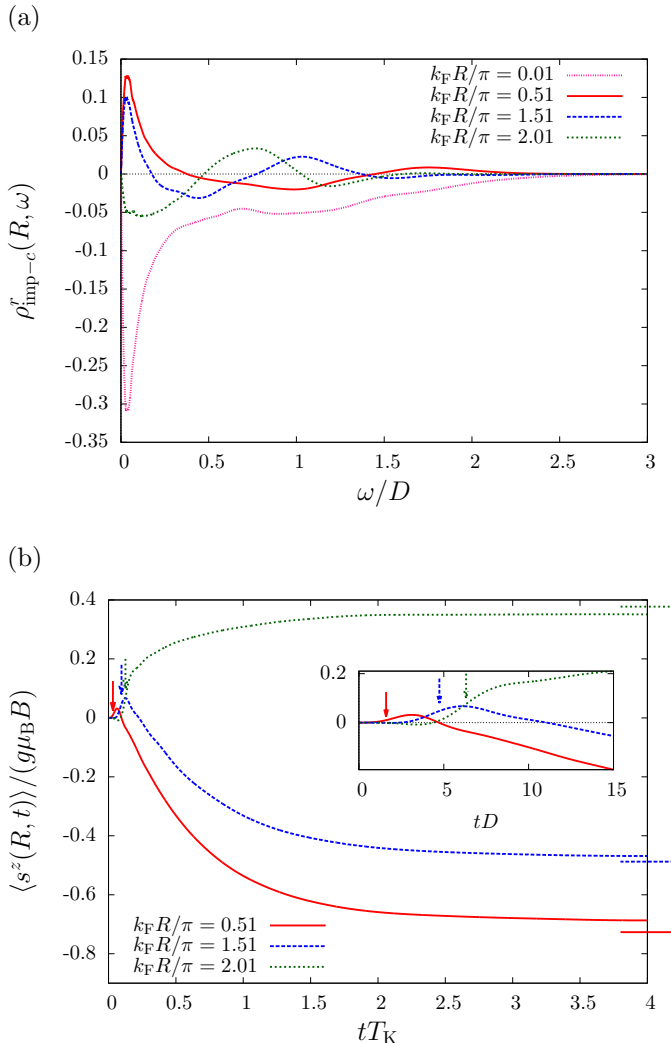 (a)
0.15
0.1
0.05
0
-0.05
-0.1
-0.15
-0.2
-0.25
-0.3
-0.35
ρ^r_{imp−c}(R, ω)
k_F R/π = 0.01
k_F R/π = 0.51
k_F R/π = 1.51
k_F R/π = 2.01
0 0.5 1 1.5 2 2.5 3
ω/D
(b)
0.4
0.2
0
-0.2
-0.4
-0.6
-0.8
⟨s^z(R, t)⟩/(gμ_B B)
0.2
0
0 5 10 15
tD
k_F R/π = 0.51
k_F R/π = 1.51
k_F R/π = 2.01
0 0.5 1 1.5 2 2.5 3 3.5 4
tT_K